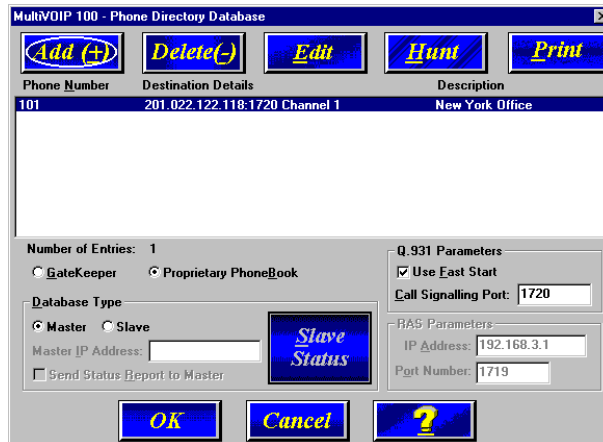 MultiVOIP 100 - Phone Directory Database
Add (+) Delete(-) Edit Hunt Print
Phone Number Destination Details Description
101 201.022.122.118:1720 Channel 1 New York Office
Number of Entries: 1
GateKeeper Proprietary PhoneBook
Database Type
Master Slave
Master IP Address:
Send Status Report to Master
Slave Status
Q.931 Parameters
Use Fast Start
Call Signalling Port: 1720
RAS Parameters
IP Address: 192.168.3.1
Port Number: 1719
OK Cancel ?